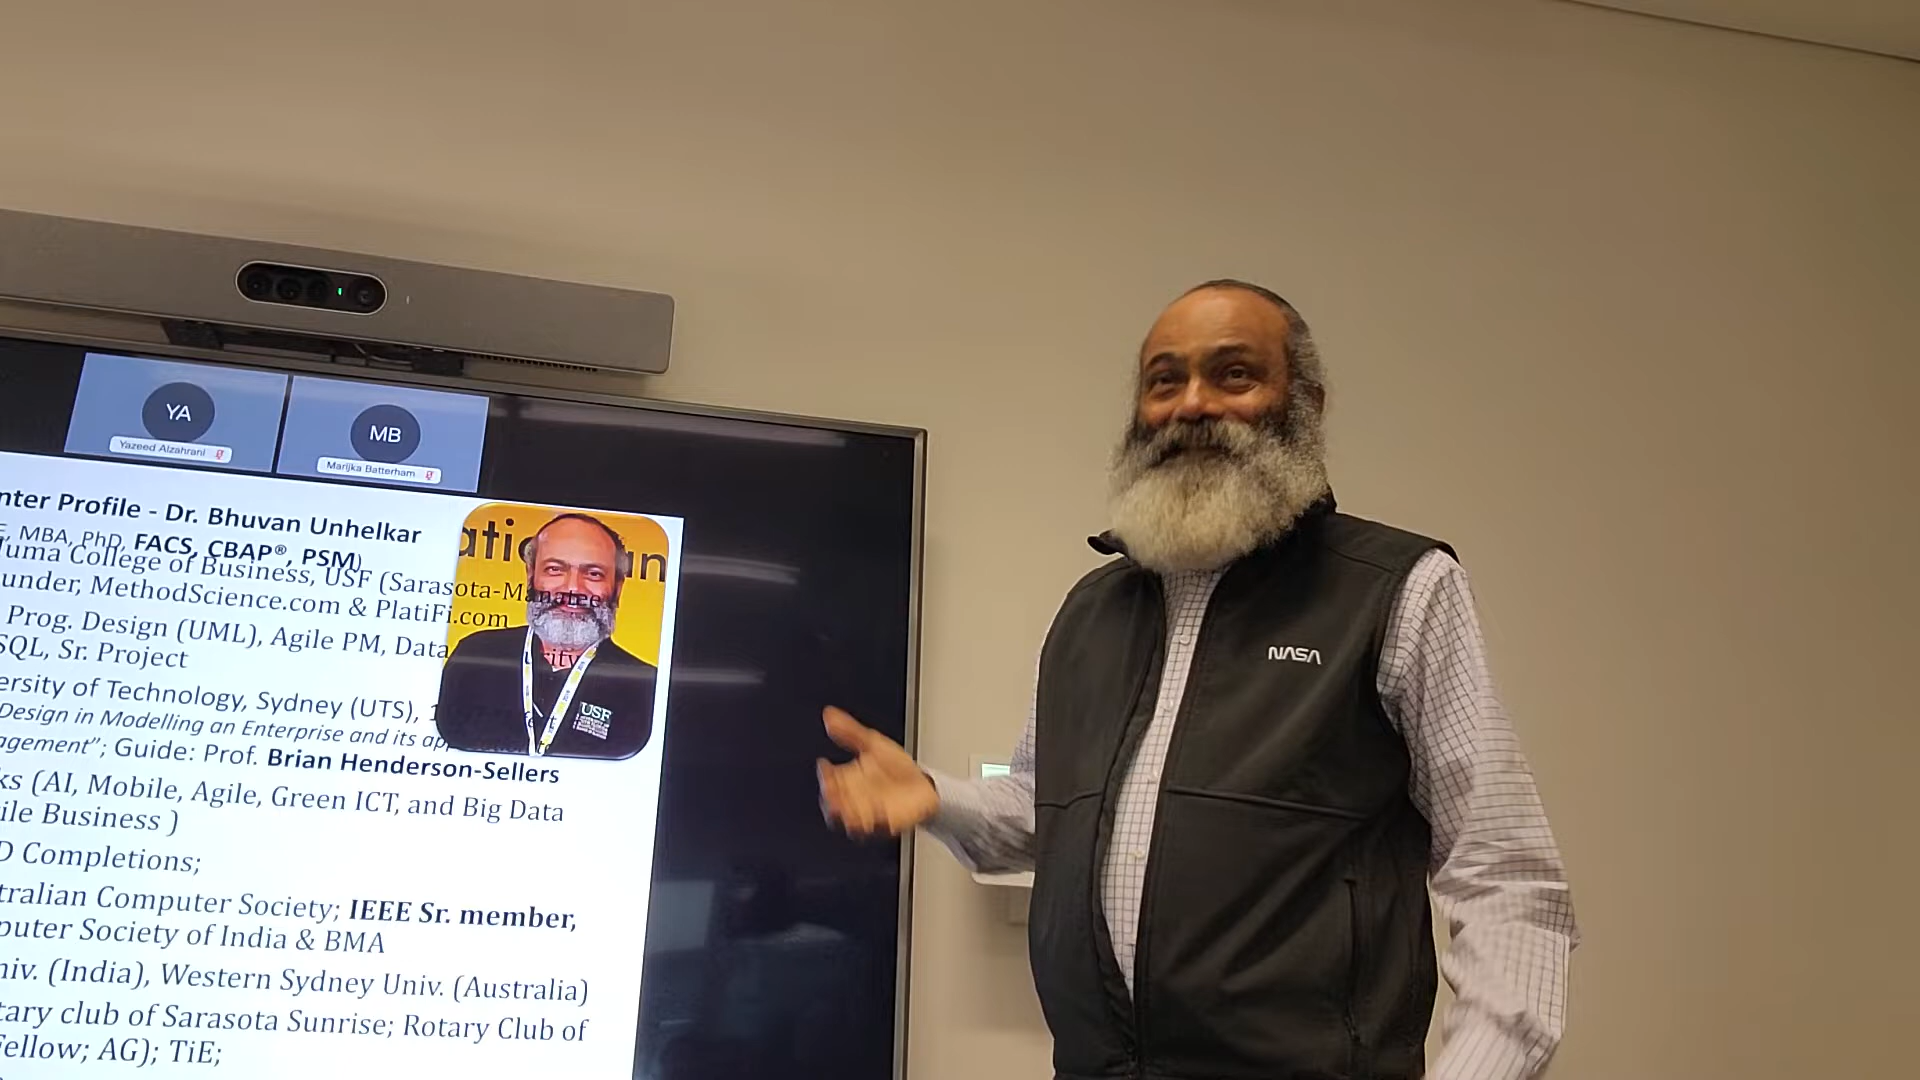 YA
MB
Yazeed Alzahrani
Marijka Batterham
nter Profile - Dr. Bhuvan Unhelkar
E, MBA, PhD, FACS, CBAP®, PSM)
uma College of Business, USF (Sarasota-Manatee
under, MethodScience.com & PlatiFi.com
Prog. Design (UML), Agile PM, Data
SQL, Sr. Project
USF
ersity of Technology, Sydney (UTS),
Design in Modelling an Enterprise and its
agement"; Guide: Prof. Brian Henderson-Sellers
ks (AI, Mobile, Agile, Green ICT, and Big Data
ile Business )
D Completions;
tralian Computer Society; IEEE Sr. member,
puter Society of India & BMA
niv. (India), Western Sydney Univ. (Australia)
tary club of Sarasota Sunrise; Rotary Club of
Fellow; AG); TiE;
NASA